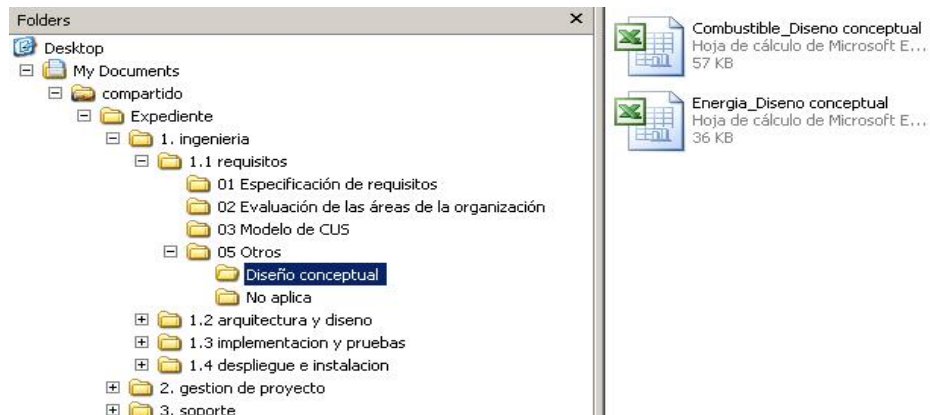 Folders
Desktop
My Documents
compartido
Expediente
1. ingenieria
1.1 requisitos
01 Especificación de requisitos
02 Evaluación de las áreas de la organización
03 Modelo de CUS
05 Otros
Diseño conceptual
No aplica
1.2 arquitectura y diseno
1.3 implementacion y pruebas
1.4 despliegue e instalacion
2. gestion de proyecto
3. soporte
Combustible_Diseno conceptual
Hoja de cálculo de Microsoft E...
57 KB
Energia_Diseno conceptual
Hoja de cálculo de Microsoft E...
36 KB